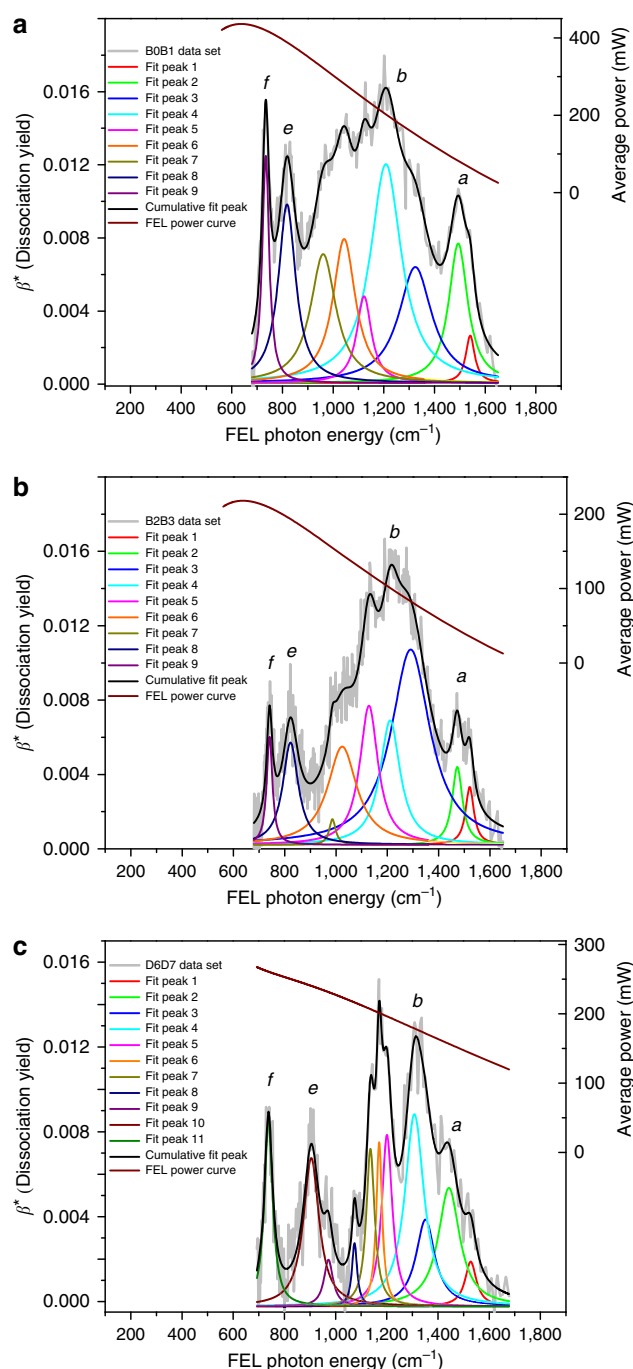 a
B0B1 data set
Fit peak 1
Fit peak 2
Fit peak 3
Fit peak 4
Fit peak 5
Fit peak 6
Fit peak 7
Fit peak 8
Fit peak 9
Cumulative fit peak
FEL power curve
f
e
b
a
0.016
0.012
0.008
0.004
0.000
β* (Dissociation yield)
400
300
200
100
0
Average power (mW)
200 400 600 800 1,000 1,200 1,400 1,600 1,800
FEL photon energy (cm⁻¹)
b
B2B3 data set
Fit peak 1
Fit peak 2
Fit peak 3
Fit peak 4
Fit peak 5
Fit peak 6
Fit peak 7
Fit peak 8
Fit peak 9
Cumulative fit peak
FEL power curve
f
e
b
a
0.016
0.012
0.008
0.004
0.000
β* (Dissociation yield)
200
100
0
Average power (mW)
200 400 600 800 1,000 1,200 1,400 1,600 1,800
FEL photon energy (cm⁻¹)
c
D6D7 data set
Fit peak 1
Fit peak 2
Fit peak 3
Fit peak 4
Fit peak 5
Fit peak 6
Fit peak 7
Fit peak 8
Fit peak 9
Fit peak 10
Fit peak 11
Cumulative fit peak
FEL power curve
f
e
b
a
0.016
0.012
0.008
0.004
0.000
β* (Dissociation yield)
300
200
100
0
Average power (mW)
200 400 600 800 1,000 1,200 1,400 1,600 1,800
FEL photon energy (cm⁻¹)